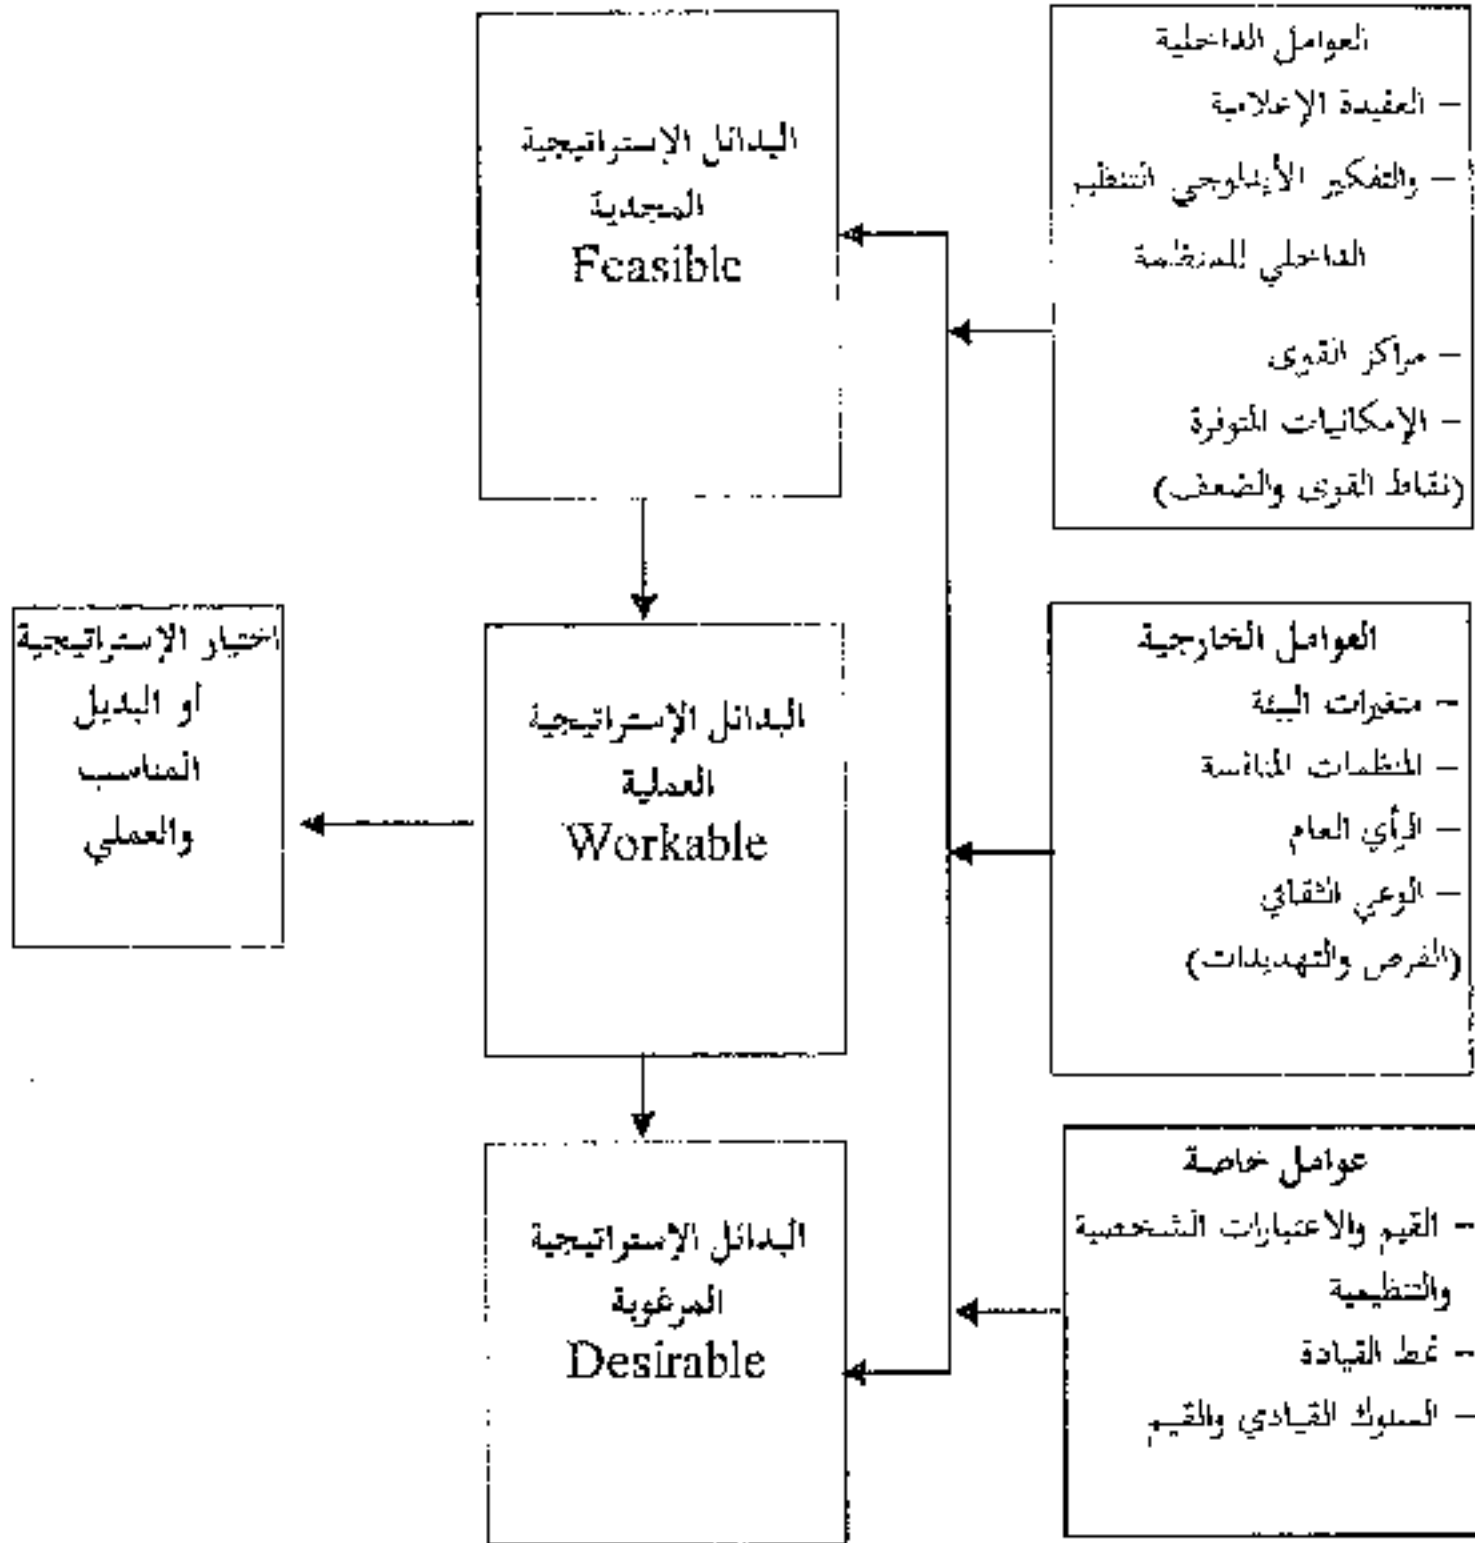 العوامل الداخلية
– العقيدة الإعلامية
– والتفكير الأيدلوجي التنظيم
الداخلي للمنظمة
– مراكز القوى
– الإمكانيات المتوفرة
(نقاط القوى والضعف)
العوامل الخارجية
– متغيرات البيئة
– المنظمات المنافسة
– الرأي العام
– الوعي الثقافي
(الفرص والتهديدات)
عوامل خاصة
– القيم والاعتبارات الشخصية
والتنظيمية
– نمط القيادة
– السلوك القيادي والقيم
البدائل الإستراتيجية
المجدية
Feasible
البدائل الإستراتيجية
العملية
Workable
البدائل الإستراتيجية
المرغوبة
Desirable
اختيار الإستراتيجية
أو البديل
المناسب
والعملي